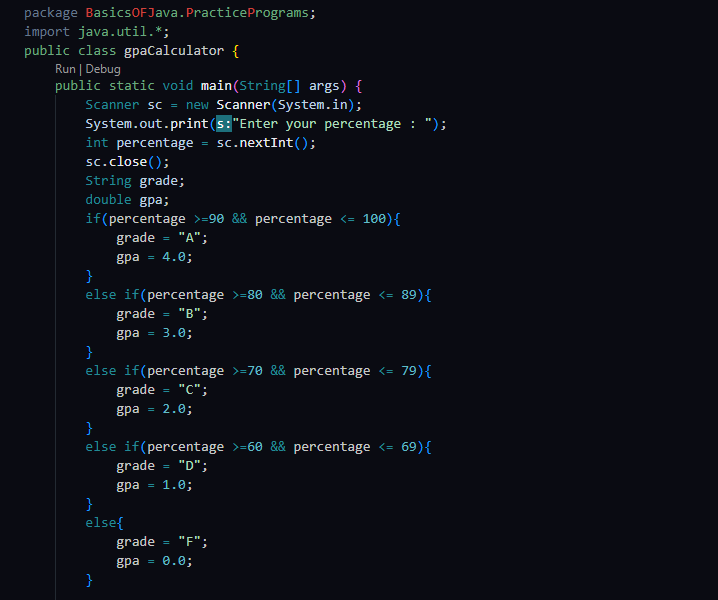 package BasicsOFJava.PracticePrograms;
import java.util.*;
public class gpaCalculator {
Run | Debug
public static void main(String[] args) {
Scanner sc = new Scanner(System.in);
System.out.print(s:"Enter your percentage : ");
int percentage = sc.nextInt();
sc.close();
String grade;
double gpa;
if(percentage >=90 && percentage <= 100){
grade = "A";
gpa = 4.0;
}
else if(percentage >=80 && percentage <= 89){
grade = "B";
gpa = 3.0;
}
else if(percentage >=70 && percentage <= 79){
grade = "C";
gpa = 2.0;
}
else if(percentage >=60 && percentage <= 69){
grade = "D";
gpa = 1.0;
}
else{
grade = "F";
gpa = 0.0;
}